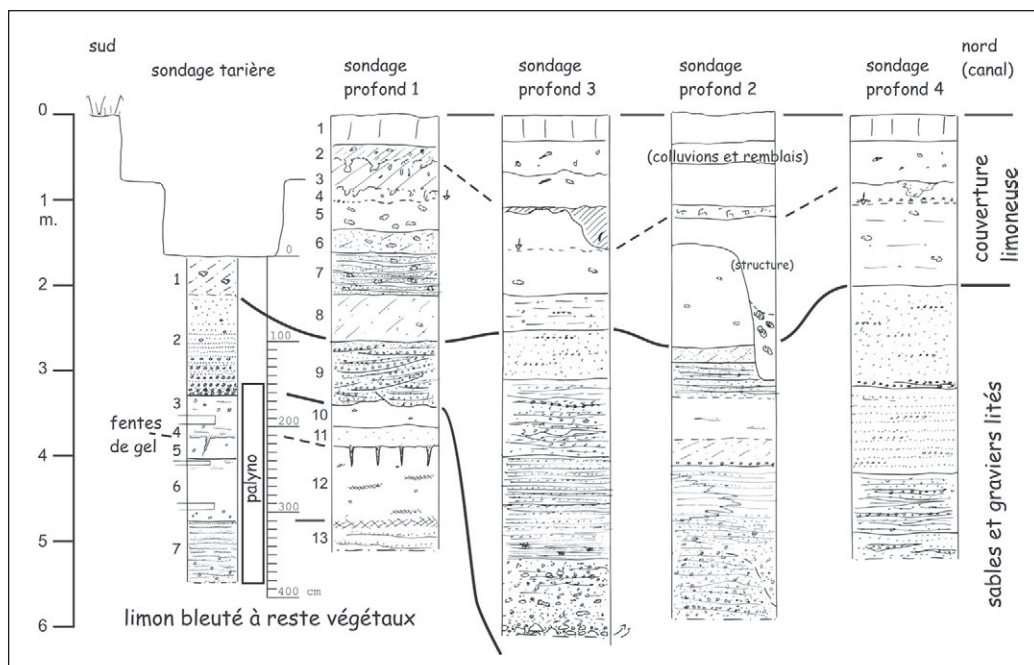 sud
nord
(canal)
sondage tarière
sondage
profond 1
sondage
profond 3
sondage
profond 2
sondage
profond 4
0
1
m.
2
3
4
5
6
1
2
3
4
5
6
7
fentes
de gel
palyno
0
100
200
300
400 cm
limon bleuté à reste végétaux
1
2
3
4
5
6
7
8
9
10
11
12
13
1
(colluvions et remblais)
(structure)
couverture
limoneuse
sables et graviers lités